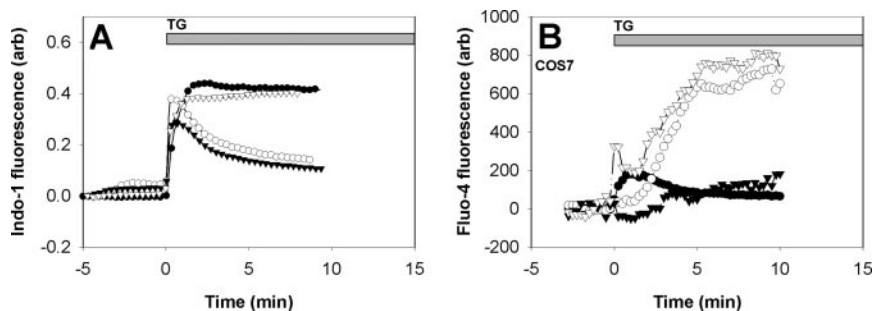 A
TG
Indo-1 fluorescence (arb)
0.6
0.4
0.2
0.0
-0.2
-5
0
5
10
15
Time (min)
B
TG
COS7
Fluo-4 fluorescence (arb)
1000
800
600
400
200
0
-200
-5
0
5
10
15
Time (min)